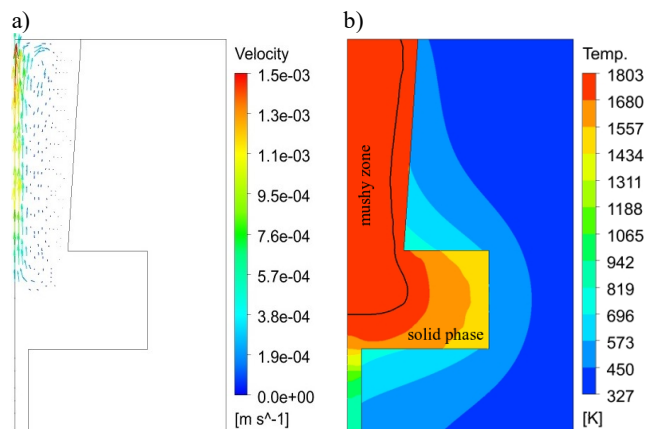 a)
Velocity
1.5e-03
1.3e-03
1.1e-03
9.4e-04
7.6e-04
5.7e-04
3.8e-04
1.9e-04
0.0e+00
[m s^-1]
b)
mushy zone
solid phase
Temp.
1803
1680
1557
1434
1311
1188
1065
942
819
696
573
450
327
[K]